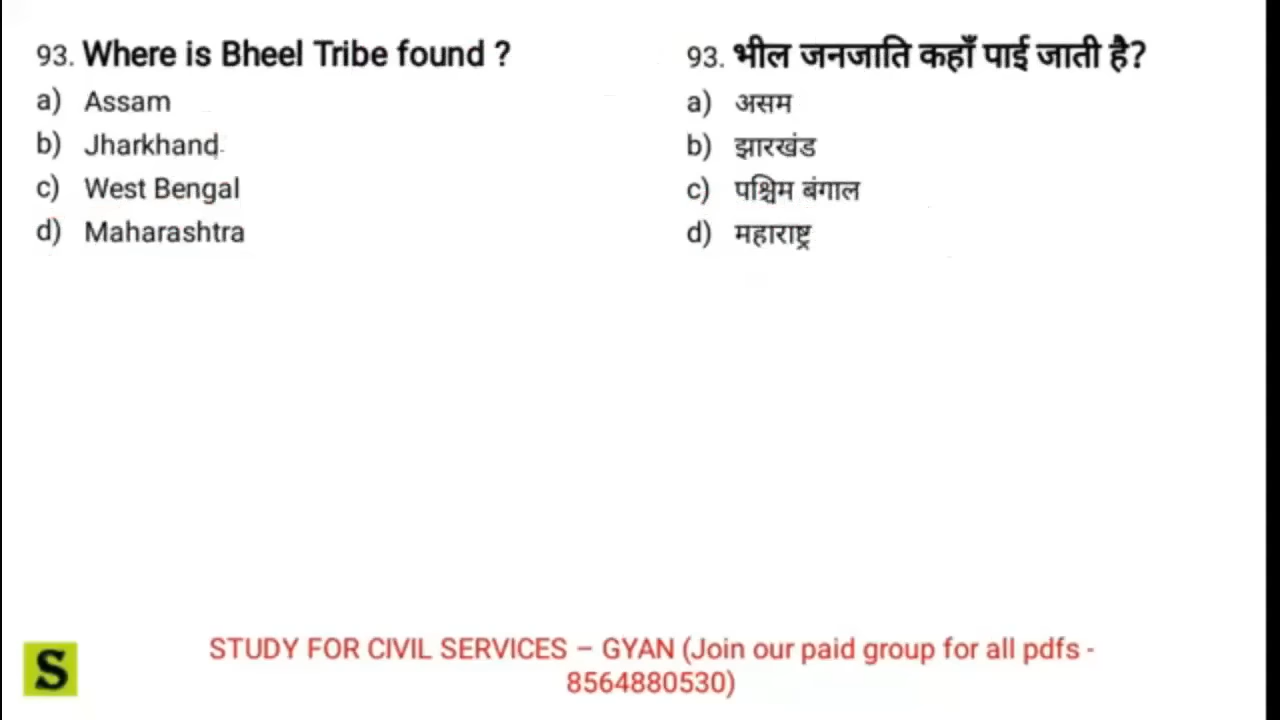 93. Where is Bheel Tribe found ?
a) Assam
b) Jharkhand
c) West Bengal
d) Maharashtra
93. भील जनजाति कहाँ पाई जाती है?
a) असम
b) झारखंड
c) पश्चिम बंगाल
d) महाराष्ट्र
S
STUDY FOR CIVIL SERVICES – GYAN (Join our paid group for all pdfs -
8564880530)